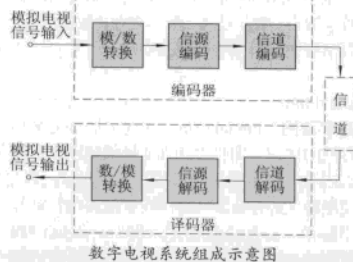 模拟电视
信号输入
模/数
转换
信源
编码
信道
编码
编码器
信
道
模拟电视
信号输出
数/模
转换
信源
解码
信道
解码
译码器
数字电视系统组成示意图